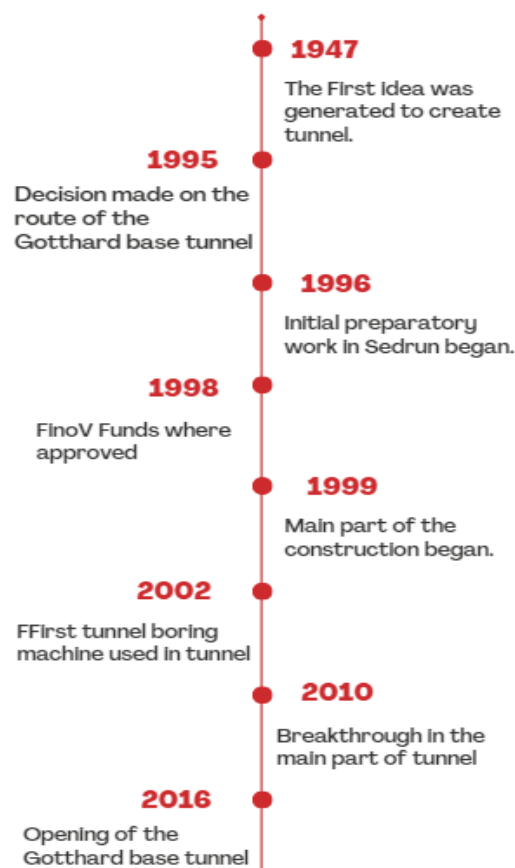 1947
The First idea was
generated to create
tunnel.
1995
Decision made on the
route of the
Gotthard base tunnel
1996
Initial preparatory
work in Sedrun began.
1998
FinoV Funds where
approved
1999
Main part of the
construction began.
2002
FFirst tunnel boring
machine used in tunnel
2010
Breakthrough in the
main part of tunnel
2016
Opening of the
Gotthard base tunnel